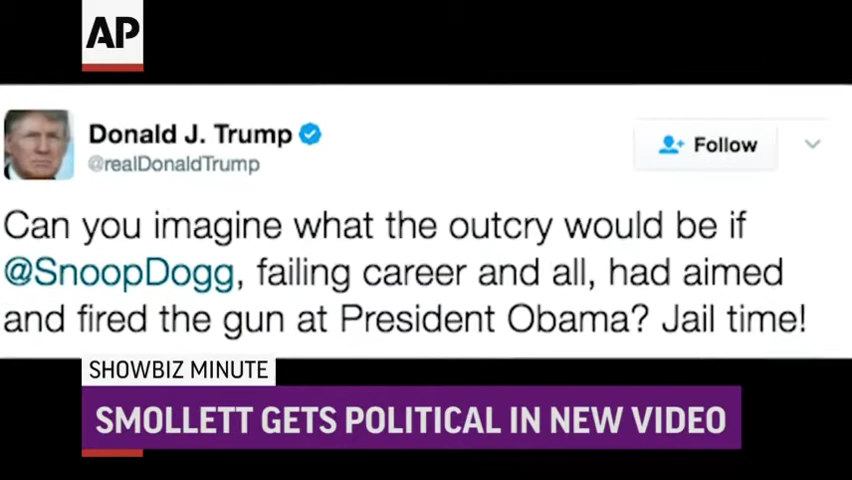 AP
Donald J. Trump
@realDonaldTrump
Follow
Can you imagine what the outcry would be if
@SnoopDogg, failing career and all, had aimed
and fired the gun at President Obama? Jail time!
SHOWBIZ MINUTE
SMOLLETT GETS POLITICAL IN NEW VIDEO